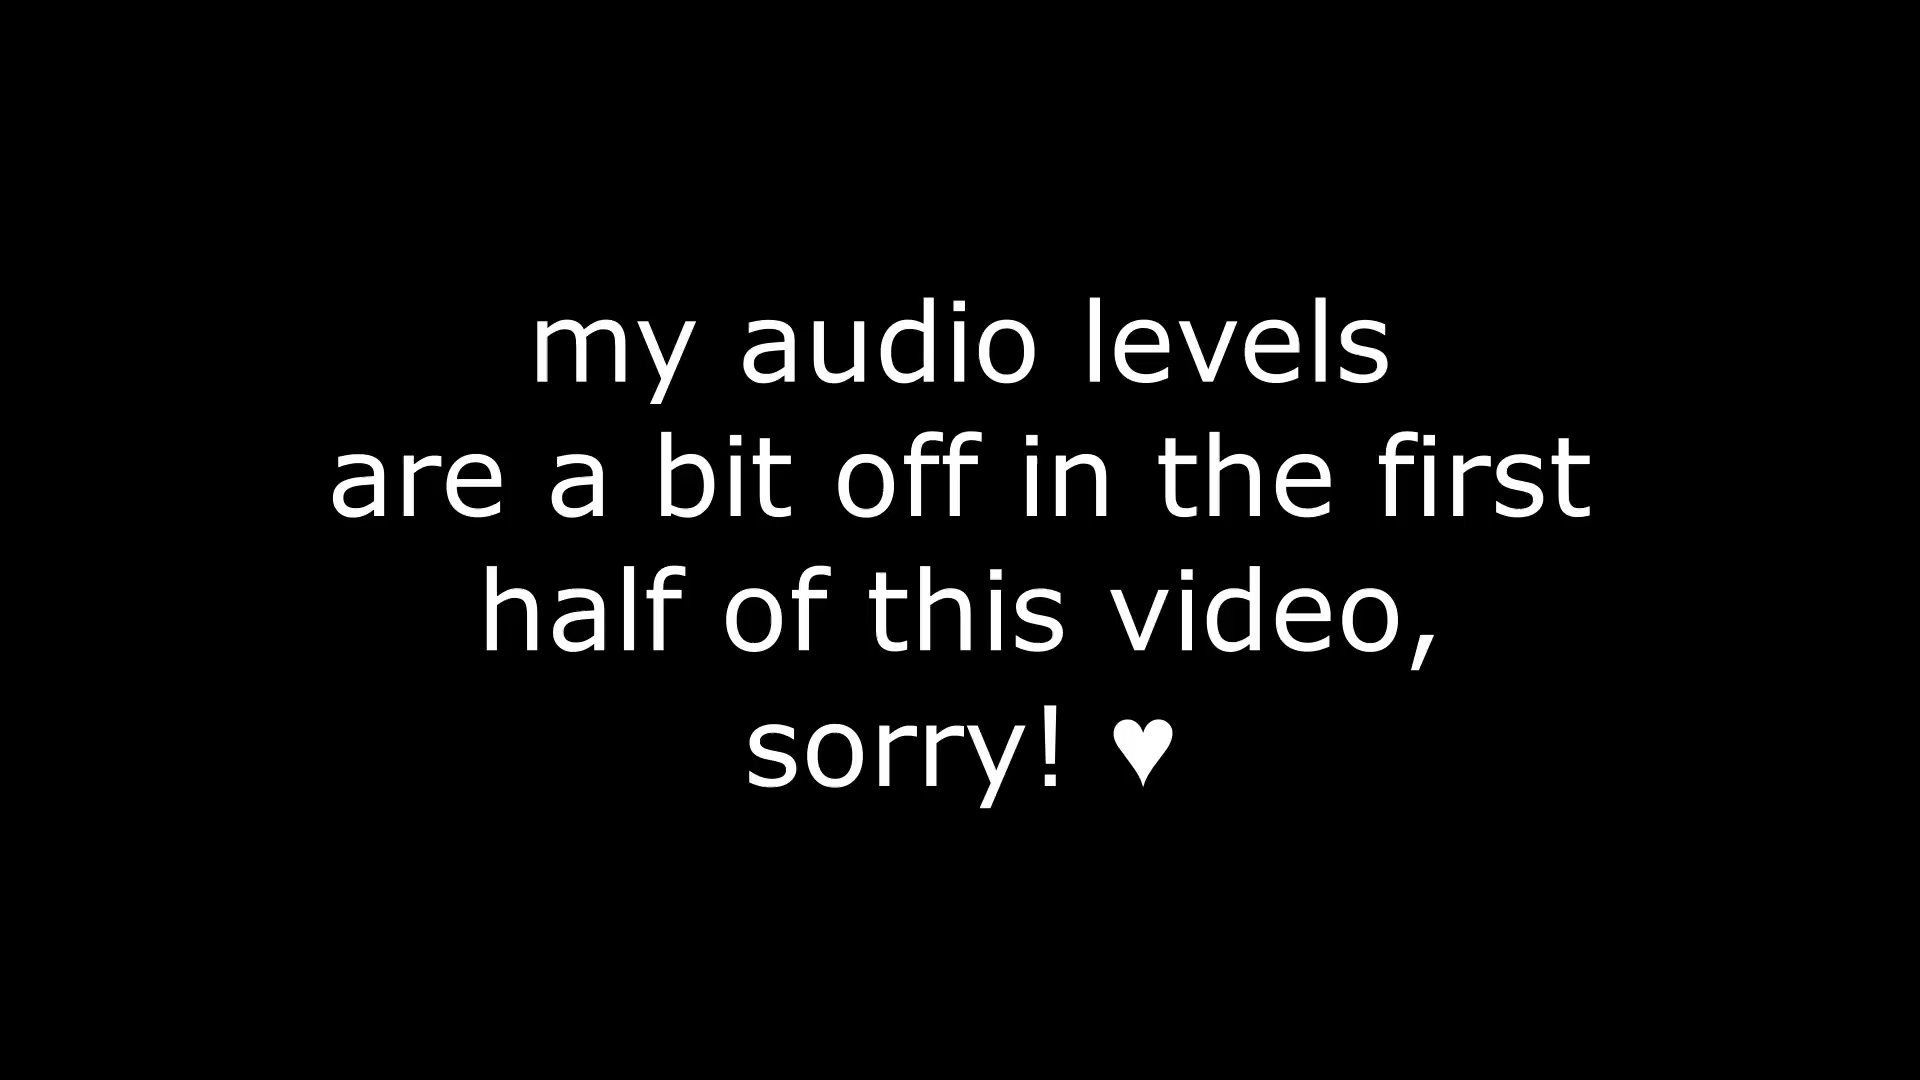 my audio levels
are a bit off in the first
half of this video,
sorry! ♥